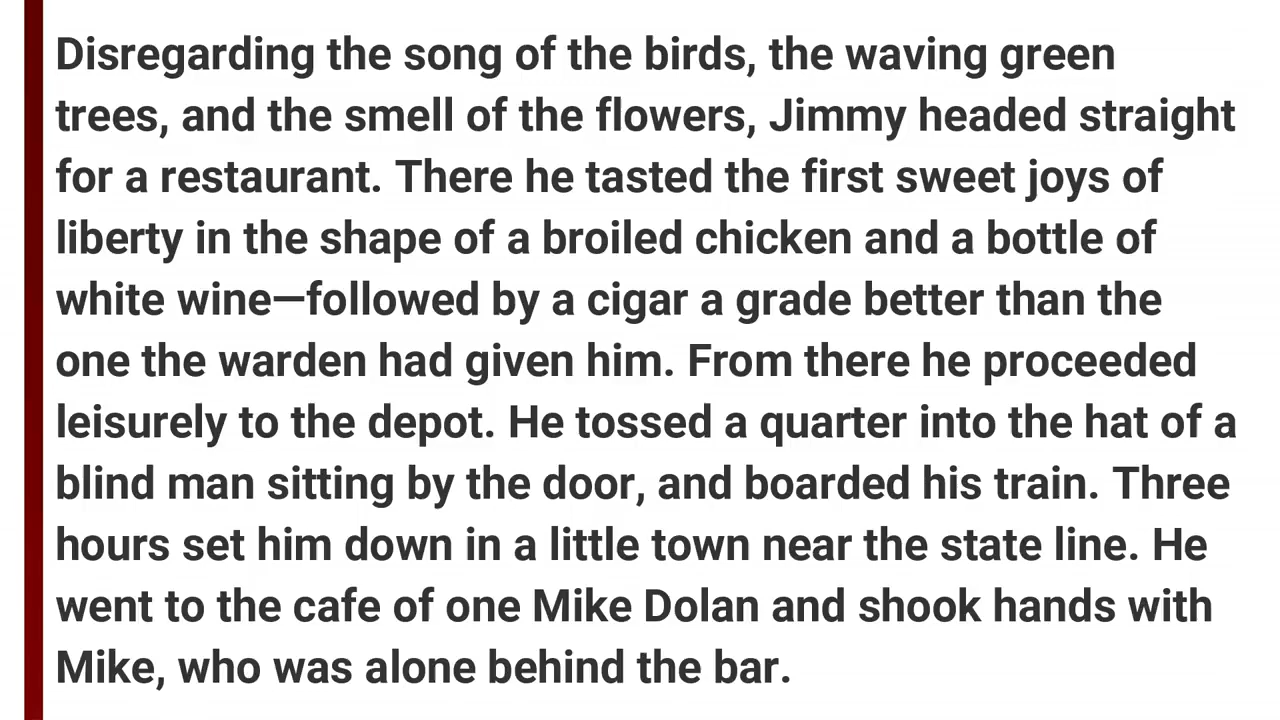 Disregarding the song of the birds, the waving green
trees, and the smell of the flowers, Jimmy headed straight
for a restaurant. There he tasted the first sweet joys of
liberty in the shape of a broiled chicken and a bottle of
white wine—followed by a cigar a grade better than the
one the warden had given him. From there he proceeded
leisurely to the depot. He tossed a quarter into the hat of a
blind man sitting by the door, and boarded his train. Three
hours set him down in a little town near the state line. He
went to the cafe of one Mike Dolan and shook hands with
Mike, who was alone behind the bar.